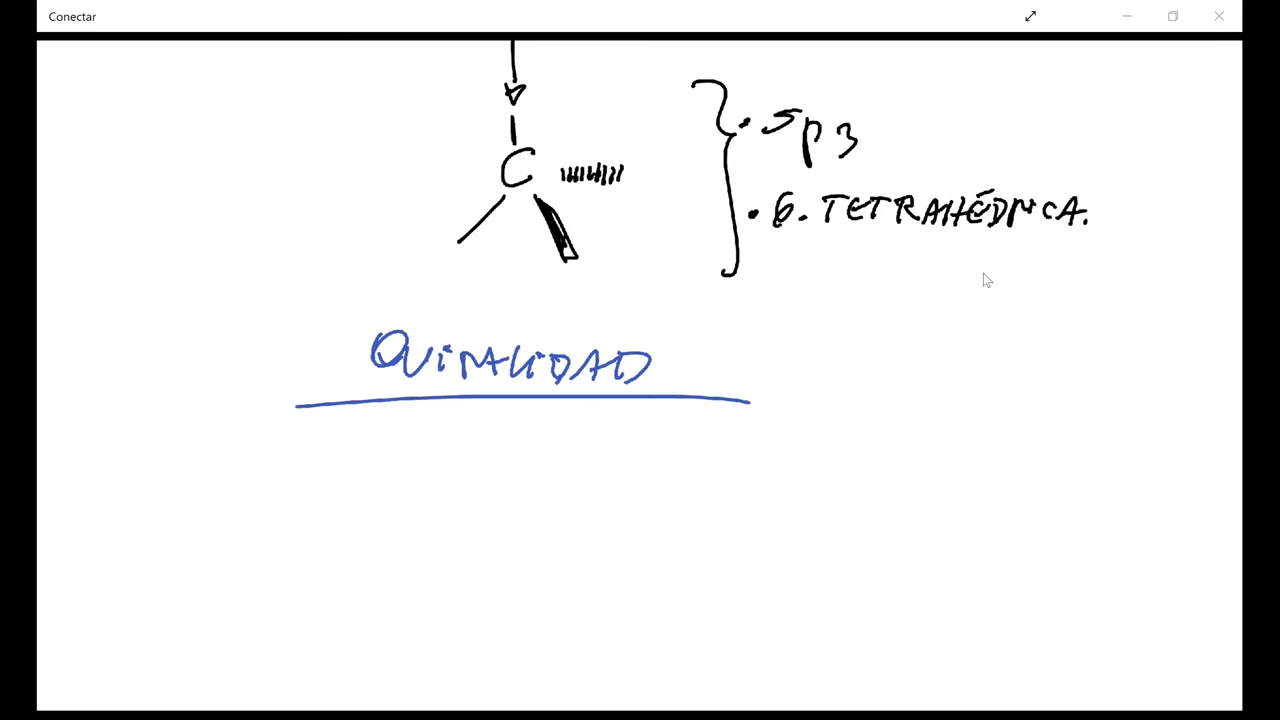 Conectar
C
• sp3
• G. TETRAHÉDRICA.
QUIRALIDAD